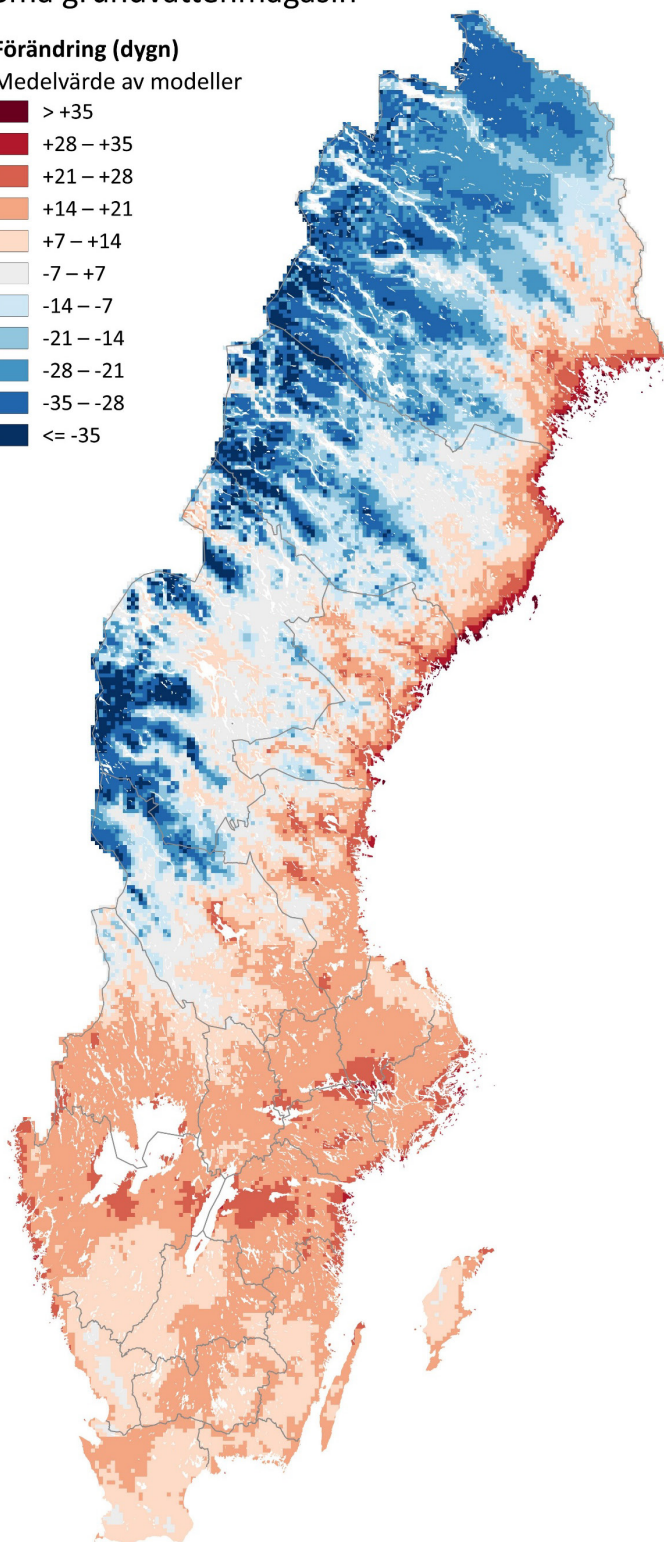 grundvattenmagasin
Förändring (dygn)
Medelvärde av modeller
> +35
+28 – +35
+21 – +28
+14 – +21
+7 – +14
-7 – +7
-14 – -7
-21 – -14
-28 – -21
-35 – -28
<= -35